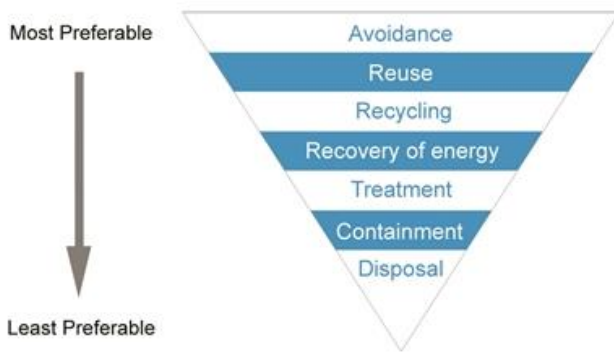 Most Preferable
Avoidance
Reuse
Recycling
Recovery of energy
Treatment
Containment
Disposal
Least Preferable